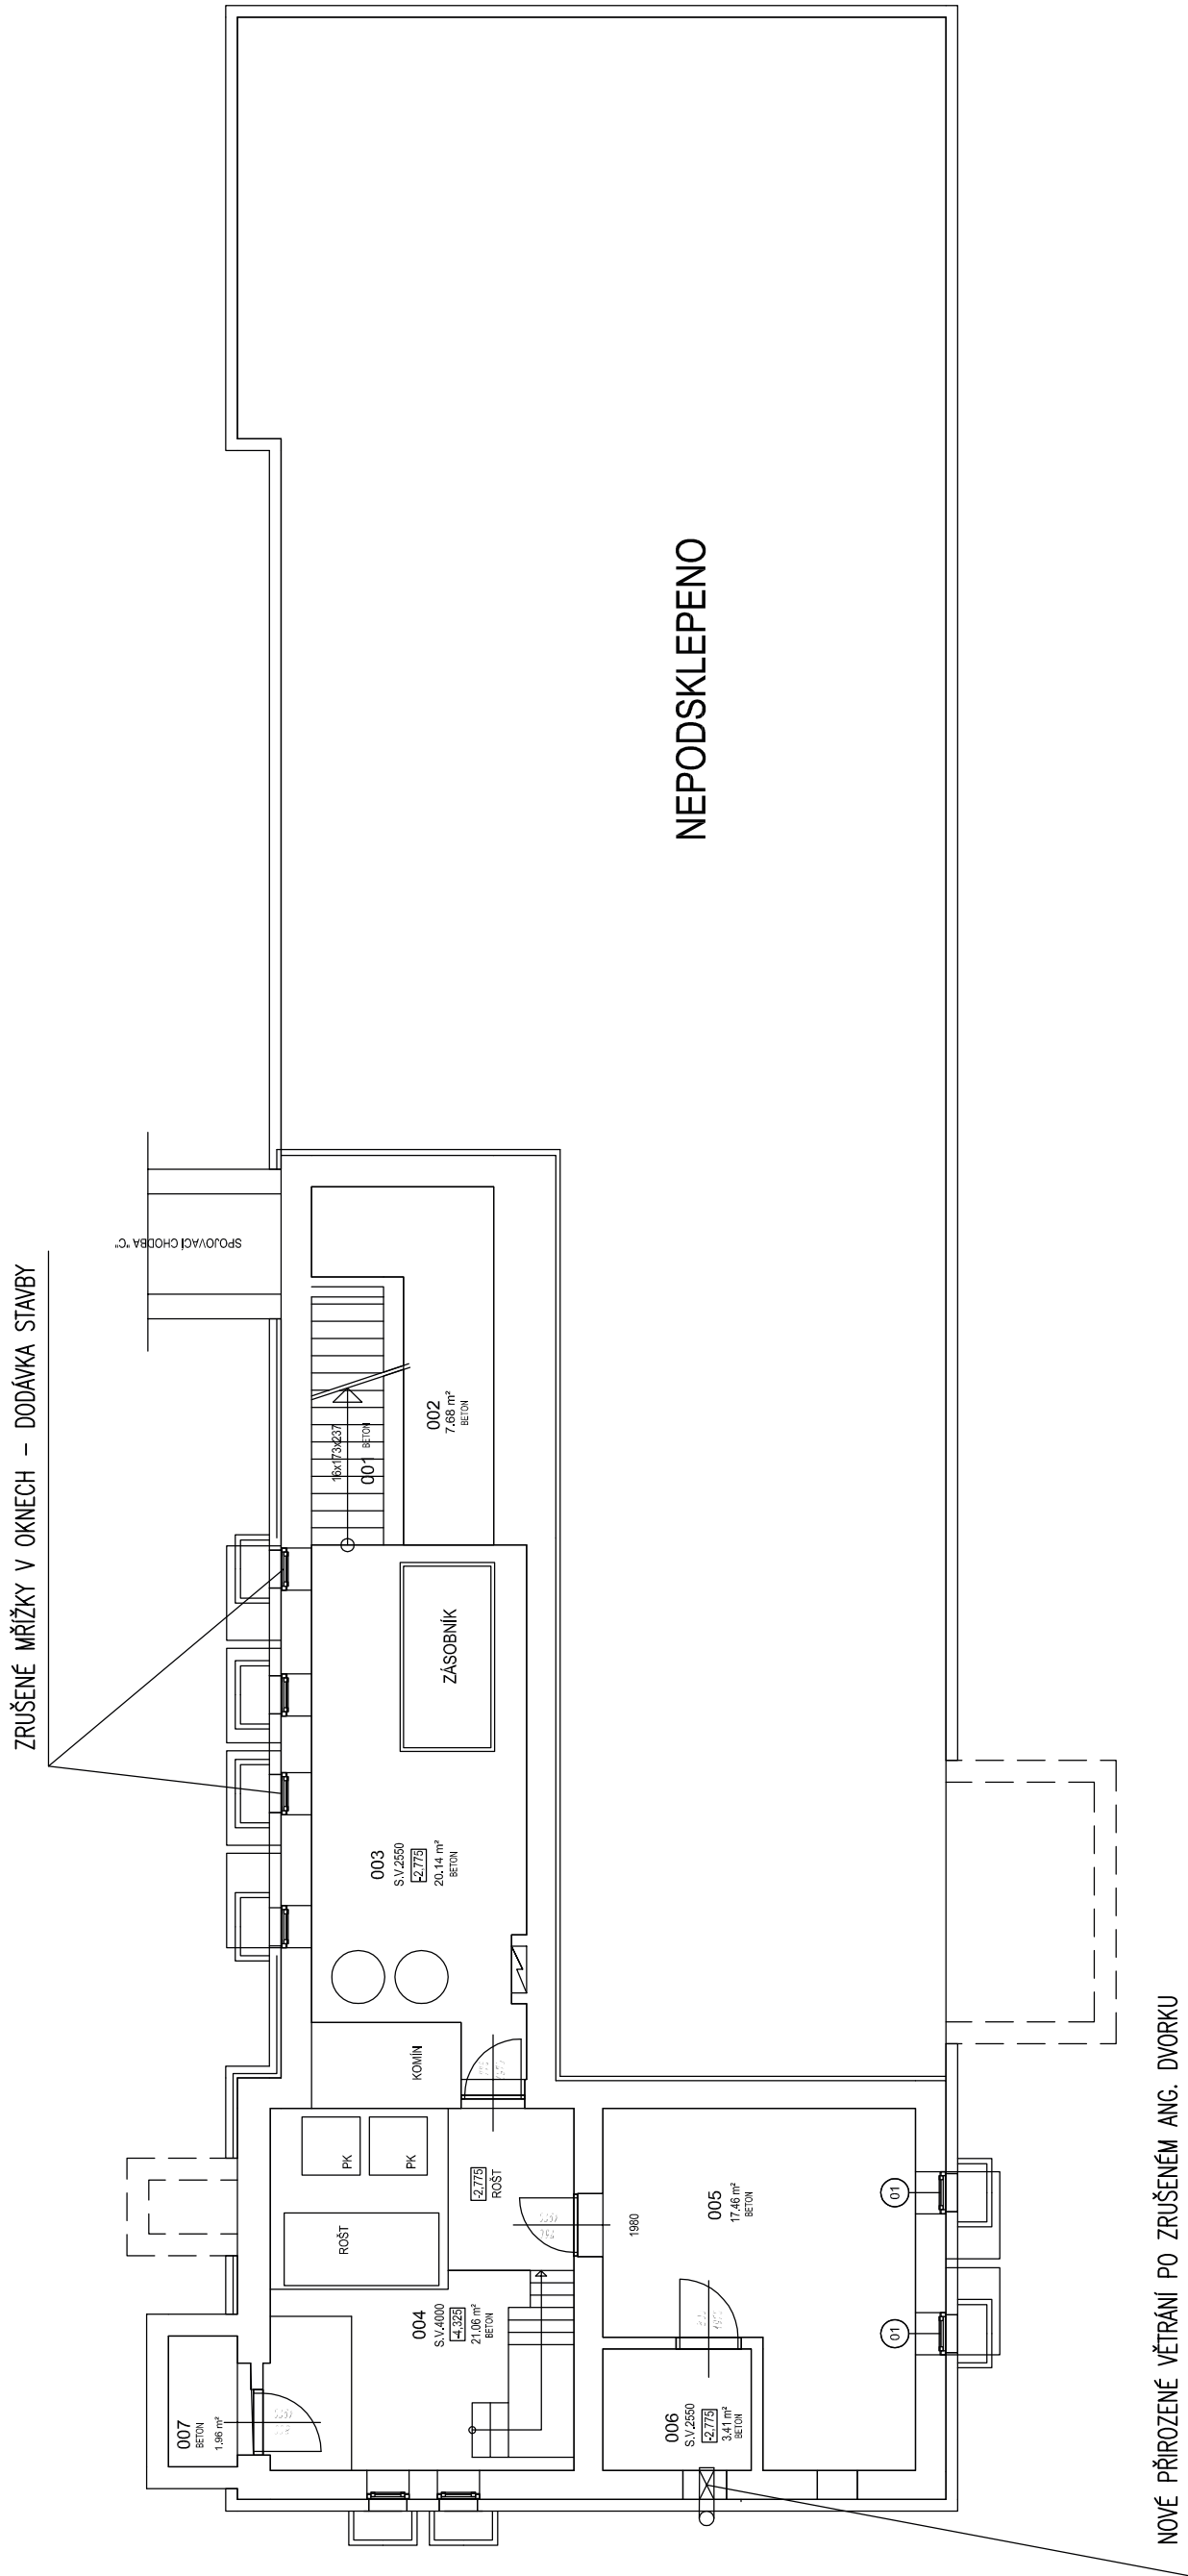 ZRUŠENÉ MŘÍŽKY V OKNECH – DODÁVKA STAVBY
SPOJOVACÍ CHODBA "C"
NEPODSKLEPENO
16x173x237
001 BETON
002
7.68 m²
BETON
ZÁSOBNÍK
003
S.V.2550
-2,775
20.14 m²
BETON
KOMÍN
PK
PK
ROŠT
-2,775
ROŠT
004
S.V.4000
-4,325
21.06 m²
BETON
1980
005
17.46 m²
BETON
01
01
006
S.V.2550
-2,775
3.41 m²
BETON
007
BETON
1.96 m²
NOVÉ PŘIROZENÉ VĚTRÁNÍ PO ZRUŠENÉM ANG. DVORKU